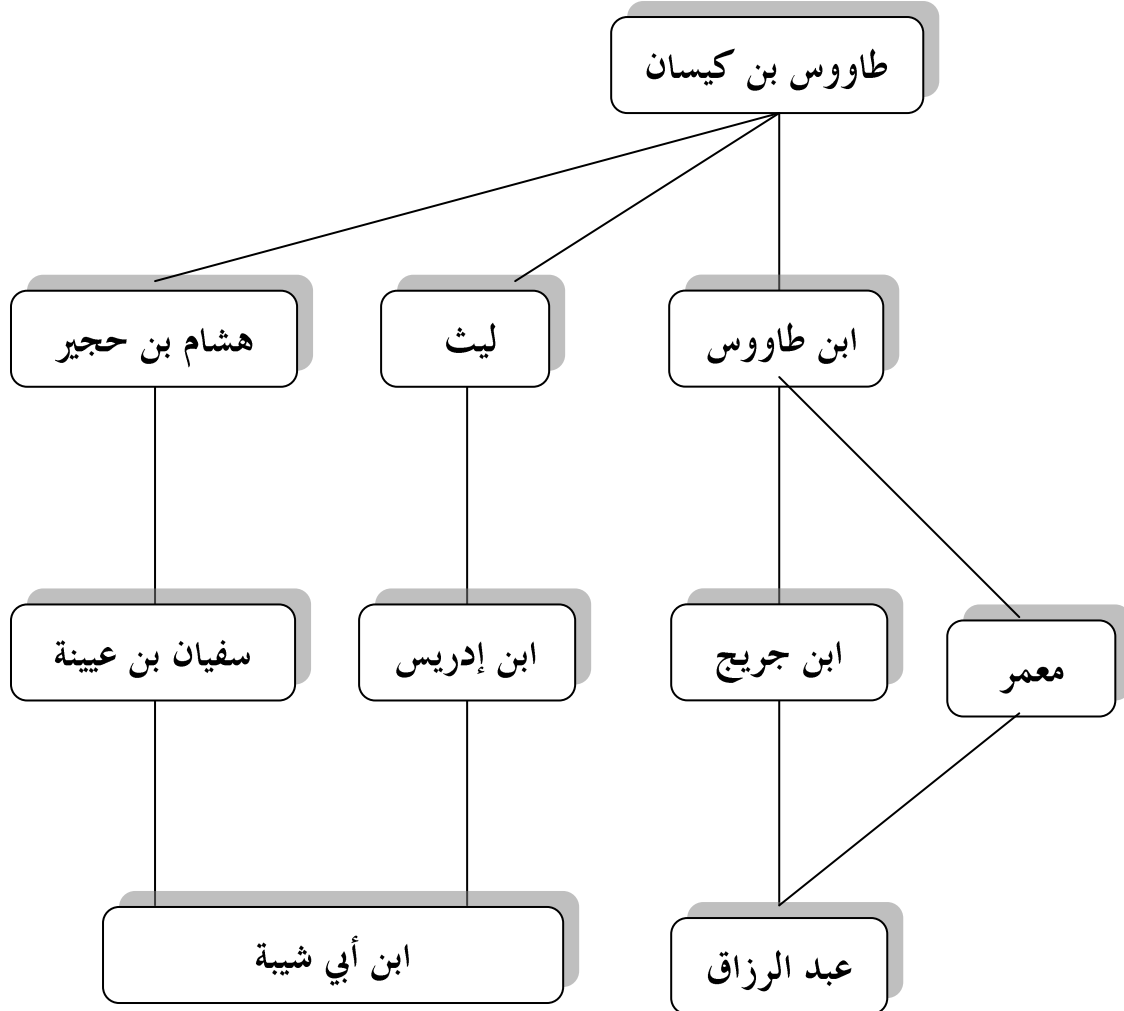 طاووس بن كيسان
ابن طاووس
ليث
هشام بن حجير
معمر
ابن جريج
ابن إدريس
سفيان بن عيينة
عبد الرزاق
ابن أبي شيبة